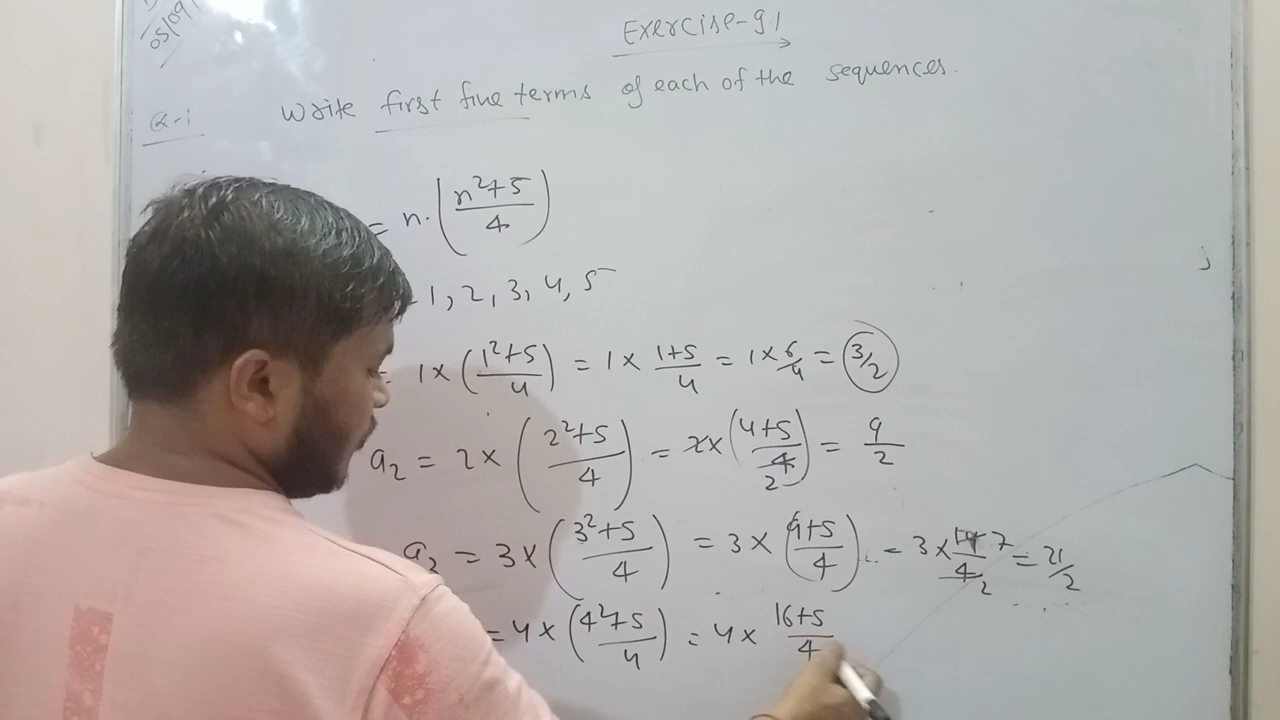 05/09/
Exercise-9.1
Q-1 Write first five terms of each of the sequences.
= n.((n²+5)/4)
1, 2, 3, 4, 5
= 1 × ((1²+5)/4) = 1 × (1+5)/4 = 1 × 6/4 = 3/2
a₂ = 2 × ((2²+5)/4) = 2 × ((4+5)/4 2) = 9/2
a₃ = 3 × ((3²+5)/4) = 3 × ((9+5)/4) = 3 × 14 7/4 2 = 21/2
= 4 × ((4²+5)/4) = 4 × (16+5)/4